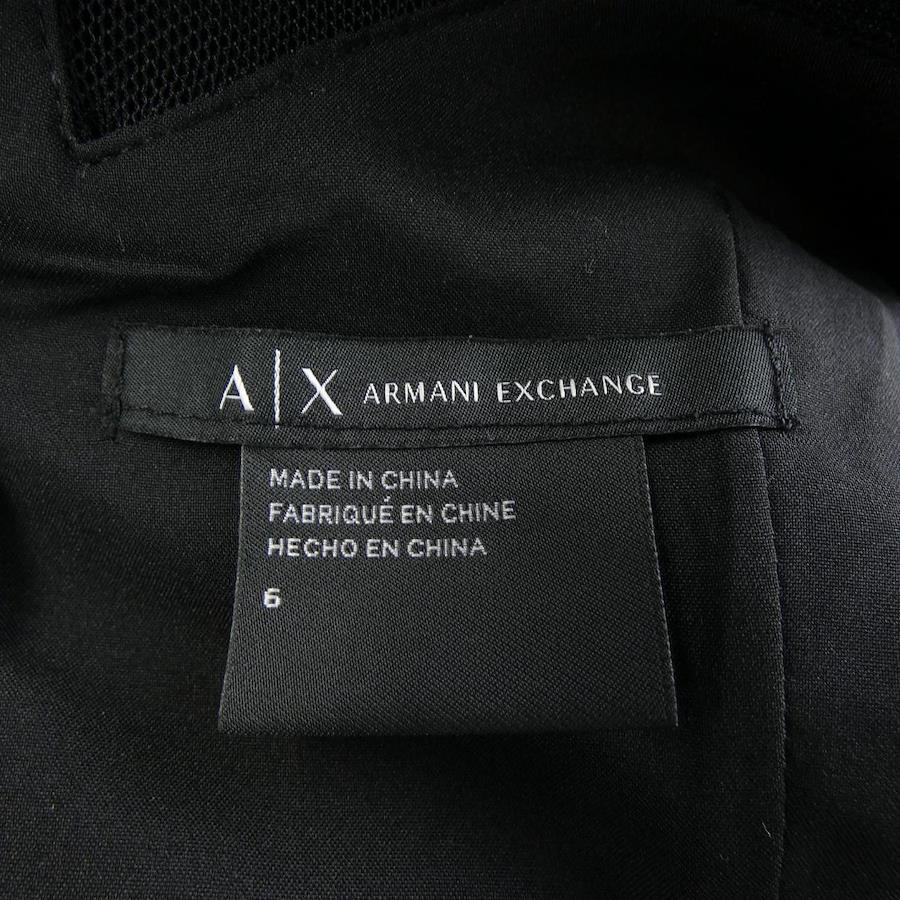 A|X ARMANI EXCHANGE
MADE IN CHINA
FABRIQUÉ EN CHINE
HECHO EN CHINA
6